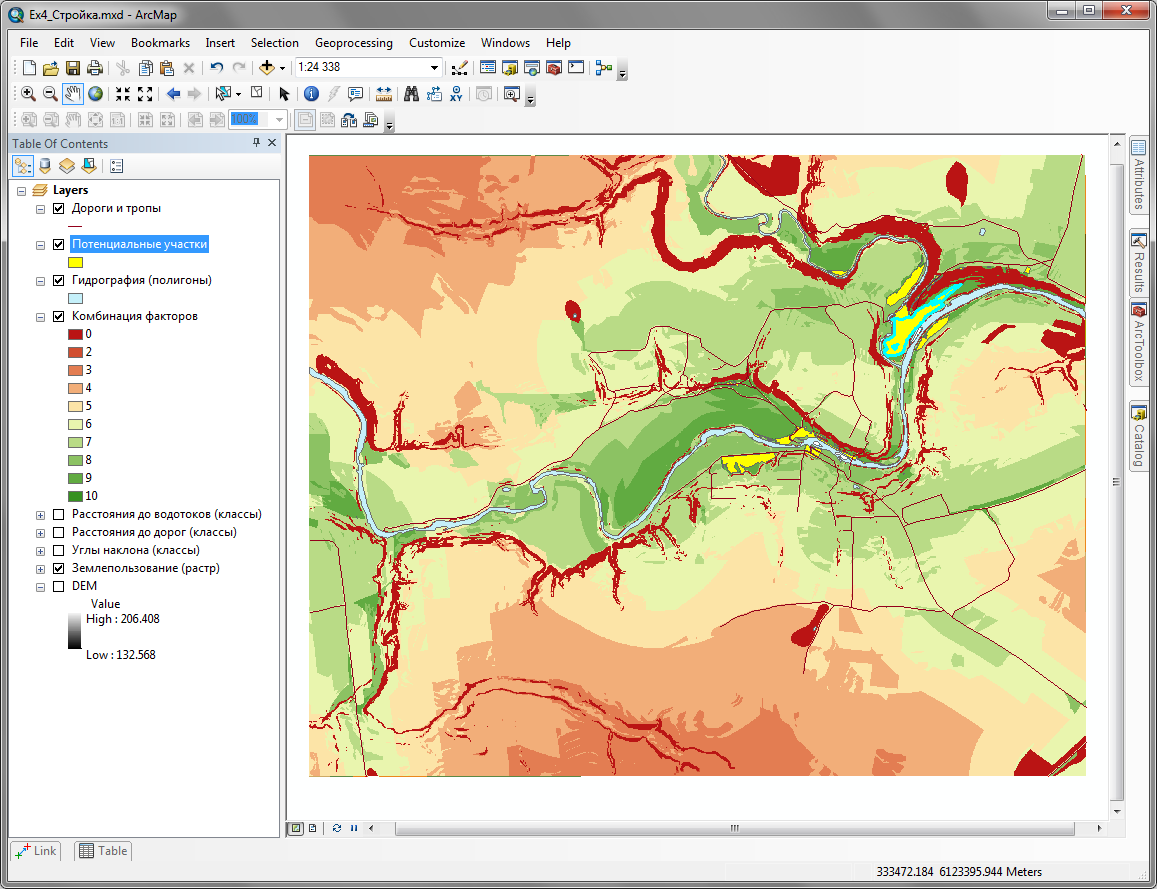 Ex4_Стройка.mxd - ArcMap
File Edit View Bookmarks Insert Selection Geoprocessing Customize Windows Help
1:24 338
100%
Table Of Contents
Layers
Дороги и тропы
Потенциальные участки
Гидрография (полигоны)
Комбинация факторов
0
2
3
4
5
6
7
8
9
10
Расстояния до водотоков (классы)
Расстояния до дорог (классы)
Углы наклона (классы)
Землепользование (растр)
DEM
Value
High : 206.408
Low : 132.568
Attributes
Results
ArcToolbox
Catalog
Link Table
333472.184 6123395.944 Meters